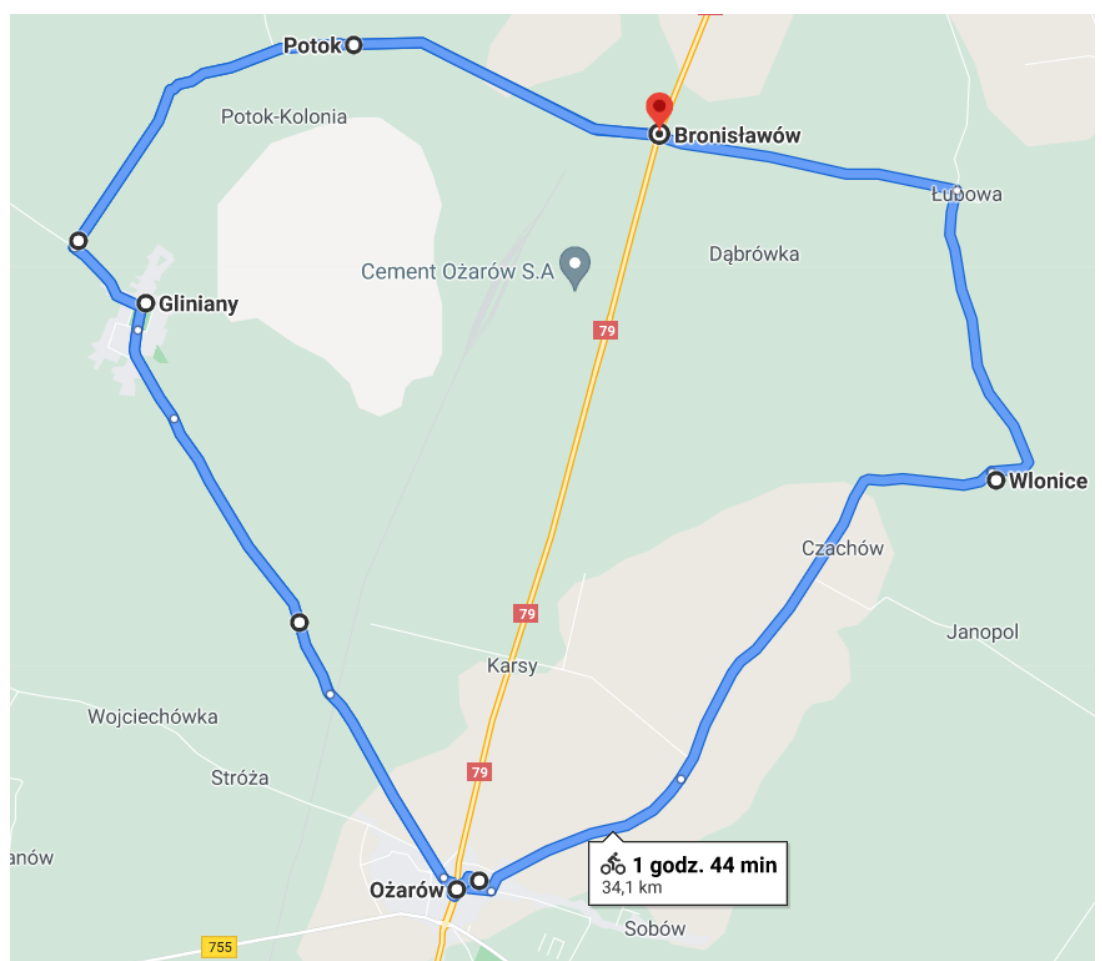 Potok
Potok-Kolonia
Bronisławów
Łubowa
Dąbrówka
Cement Ożarów S.A
Gliniany
79
Wlonice
Czachów
79
Janopol
Karsy
Wojciechówka
79
Stróża
anów
1 godz. 44 min
34,1 km
Ożarów
Sobów
755